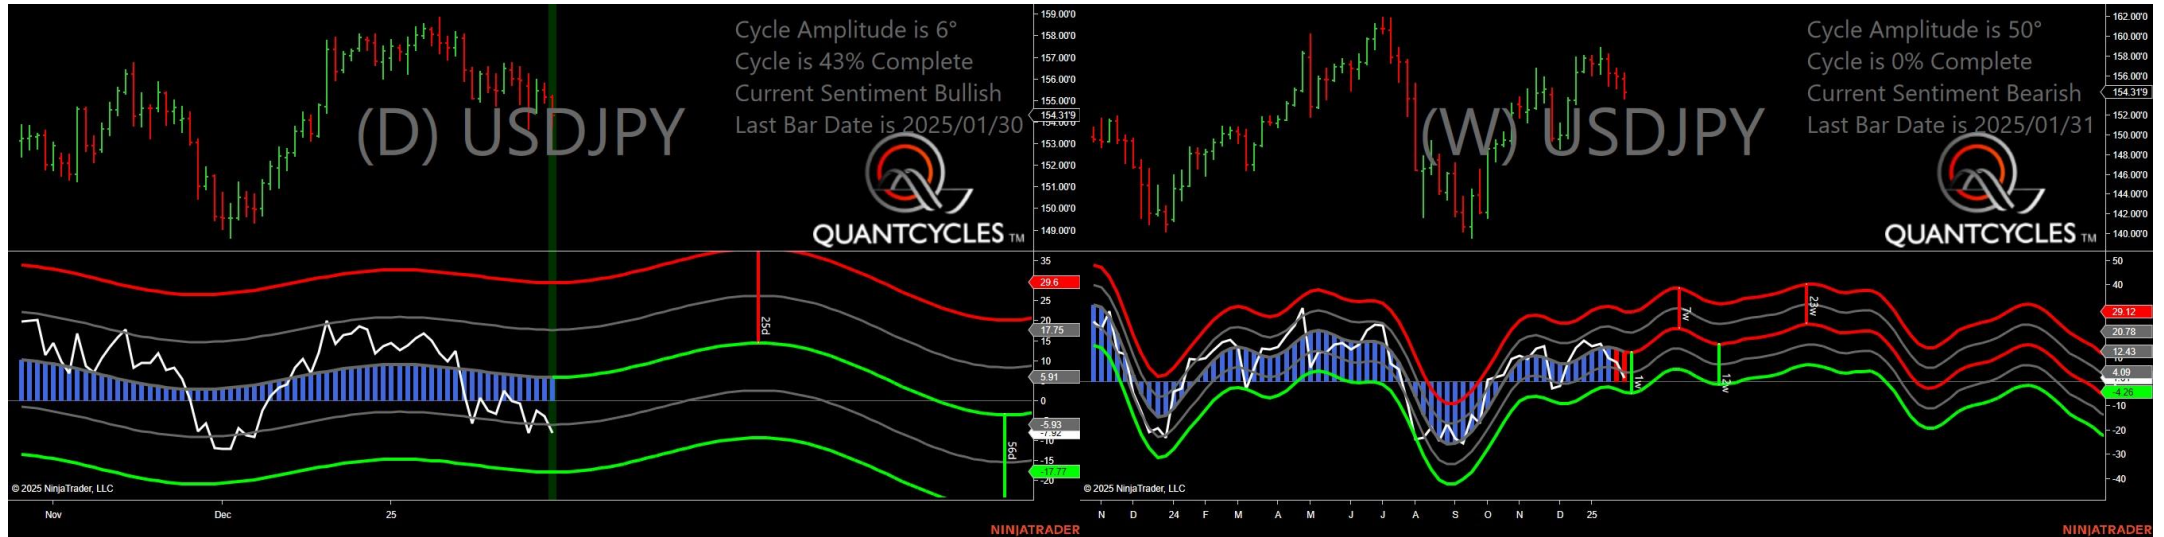 Cycle Amplitude is 6°
Cycle is 43% Complete
Current Sentiment Bullish
Last Bar Date is 2025/01/30
(D) USDJPY
QUANTCYCLES TM
159.00'0
158.00'0
157.00'0
156.00'0
155.00'0
154.31'9
153.00'0
152.00'0
151.00'0
150.00'0
149.00'0
35
29.6
25
20
17.75
15
10
5.91
0
-5.93
-7.92
-10
-15
-17.77
-20
25d
56d
© 2025 NinjaTrader, LLC
Nov
Dec
25
NINJATRADER
Cycle Amplitude is 50°
Cycle is 0% Complete
Current Sentiment Bearish
Last Bar Date is 2025/01/31
(W) USDJPY
QUANTCYCLES TM
162.00'0
160.00'0
158.00'0
156.00'0
154.31'9
152.00'0
150.00'0
148.00'0
146.00'0
144.00'0
142.00'0
140.00'0
50
40
29.12
20.78
12.43
4.09
-4.26
-10
-20
-30
-40
7w
23w
1w
12w
© 2025 NinjaTrader, LLC
N D 24 F M A M J J A S O N D 25
NINJATRADER